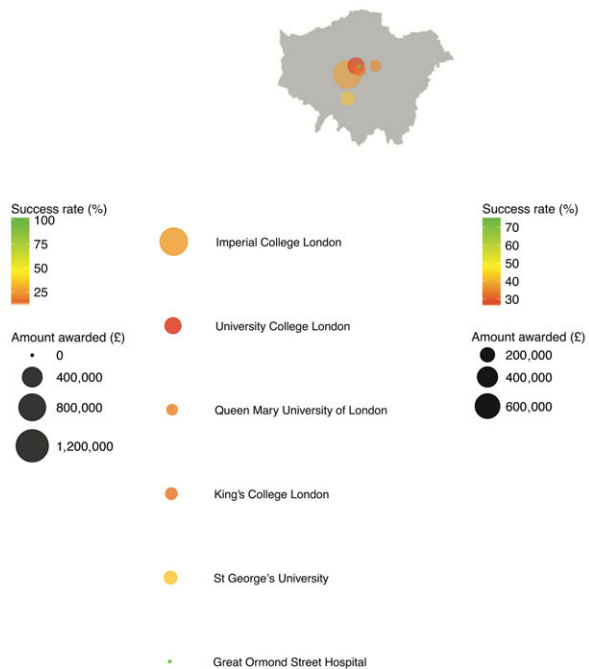 Success rate (%)
100
75
50
25
Amount awarded (£)
0
400,000
800,000
1,200,000
Imperial College London
University College London
Queen Mary University of London
King's College London
St George's University
Great Ormond Street Hospital
Success rate (%)
70
60
50
40
30
Amount awarded (£)
200,000
400,000
600,000